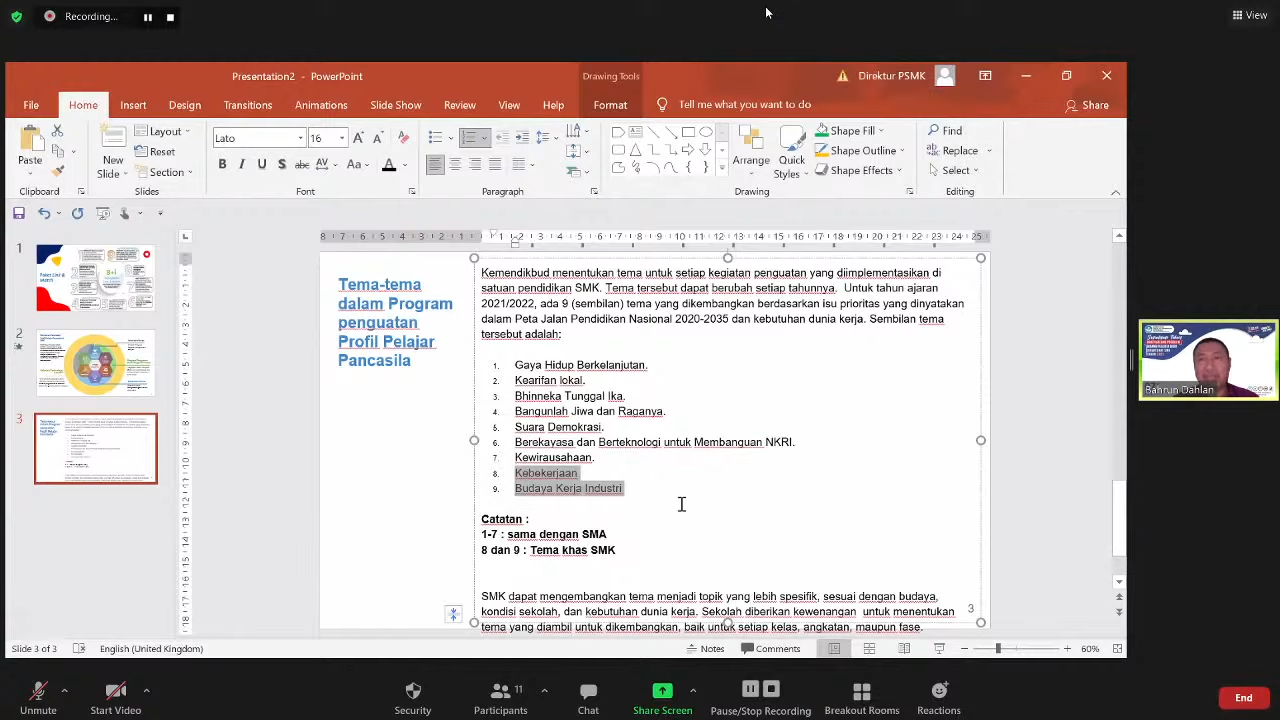 Recording...
View
Presentation2 - PowerPoint
Drawing Tools
Direktur PSMK
File Home Insert Design Transitions Animations Slide Show Review View Help Format Tell me what you want to do Share
Paste
New Slide
Layout
Reset
Section
Lato 16
Arrange
Quick Styles
Shape Fill
Shape Outline
Shape Effects
Find
Replace
Select
Clipboard Slides Font Paragraph Drawing Editing
1
2
3
Tema-tema
dalam Program
penguatan
Profil Pelajar
Pancasila
Kemendikbud menentukan tema untuk setiap kegiatan penguatan yang diimplementasikan di
satuan pendidikan SMK. Tema tersebut dapat berubah setiap tahunnya. Untuk tahun ajaran
2021/2022, ada 9 (sembilan) tema yang dikembangkan berdasarkan isu prioritas yang dinyatakan
dalam Peta Jalan Pendidikan Nasional 2020-2035 dan kebutuhan dunia kerja. Sembilan tema
tersebut adalah:
1. Gaya Hidup Berkelanjutan.
2. Kearifan lokal.
3. Bhineka Tunggal Ika.
4. Bangunlah Jiwa dan Raganya.
5. Suara Demokrasi.
6. Berekayasa dan Berteknologi untuk Membangun NKRI.
7. Kewirausahaan.
8. Kebekerjaan
9. Budaya Kerja Industri
Catatan :
1-7 : sama dengan SMA
8 dan 9 : Tema khas SMK
SMK dapat mengembangkan tema menjadi topik yang lebih spesifik, sesuai dengan budaya,
kondisi sekolah, dan kebutuhan dunia kerja. Sekolah diberikan kewenangan untuk menentukan
tema yang diambil untuk dikembangkan, baik untuk setiap kelas, angkatan, maupun fase.
3
Bahrun Dahlan
Slide 3 of 3 English (United Kingdom) Notes Comments 60%
Unmute Start Video Security Participants 11 Chat Share Screen Pause/Stop Recording Breakout Rooms Reactions End